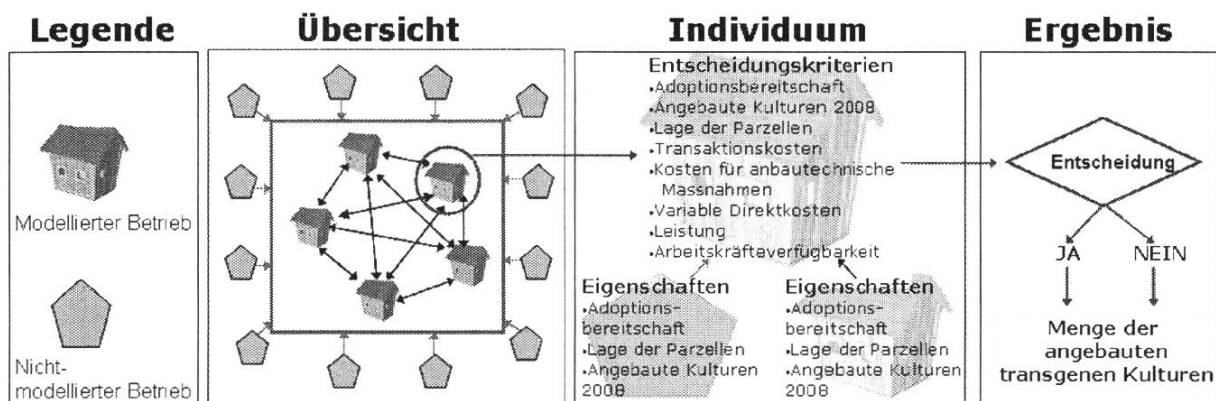 Legende
Modellierter Betrieb
Nicht-
modellierter Betrieb
Übersicht
Individuum
Entscheidungskriterien
•Adoptionsbereitschaft
•Angebaute Kulturen 2008
•Lage der Parzellen
•Transaktionskosten
•Kosten für anbautechnische
Massnahmen
•Variable Direktkosten
•Leistung
•Arbeitskräfteverfügbarkeit
Eigenschaften
•Adoptions-
bereitschaft
•Lage der Parzellen
•Angebaute Kulturen
2008
Eigenschaften
•Adoptions-
bereitschaft
•Lage der Parzellen
•Angebaute Kulturen
2008
Ergebnis
Entscheidung
JA
NEIN
Menge der
angebauten
transgenen Kulturen